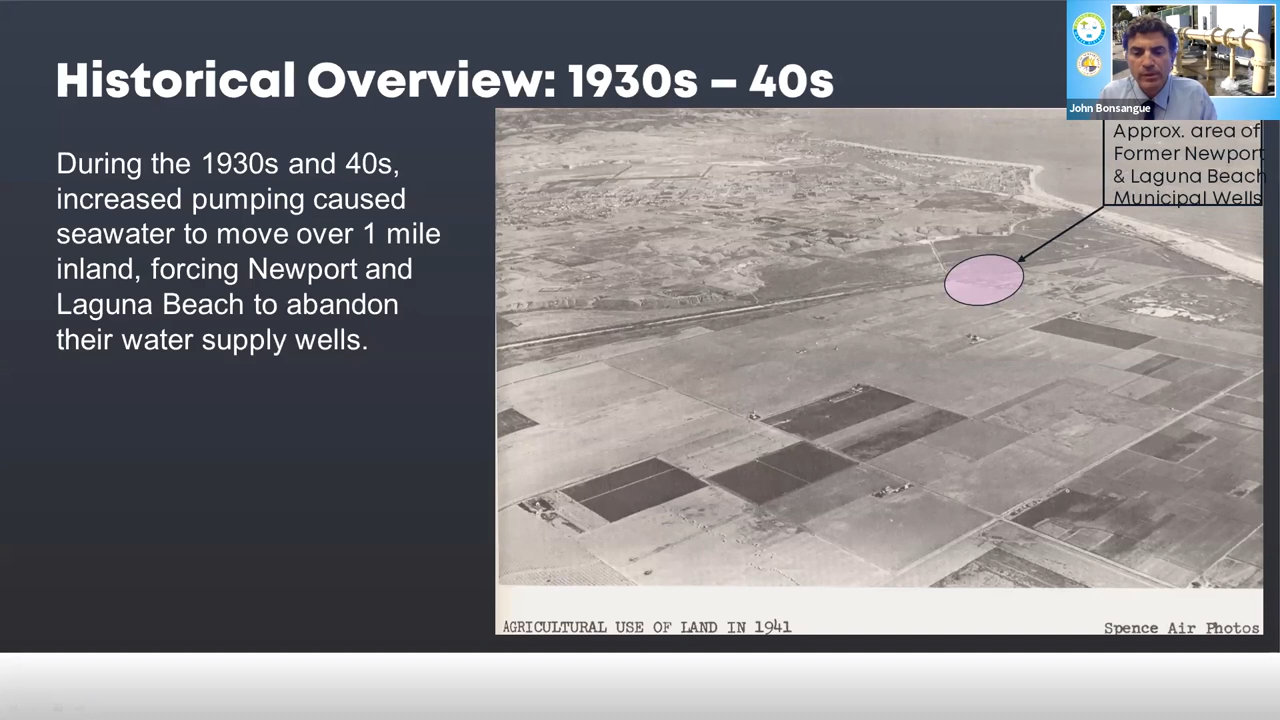 Historical Overview: 1930s – 40s
John Bonsangue
During the 1930s and 40s,
increased pumping caused
seawater to move over 1 mile
inland, forcing Newport and
Laguna Beach to abandon
their water supply wells.
Approx. area of
Former Newport
& Laguna Beach
Municipal Wells
AGRICULTURAL USE OF LAND IN 1941
Spence Air Photos